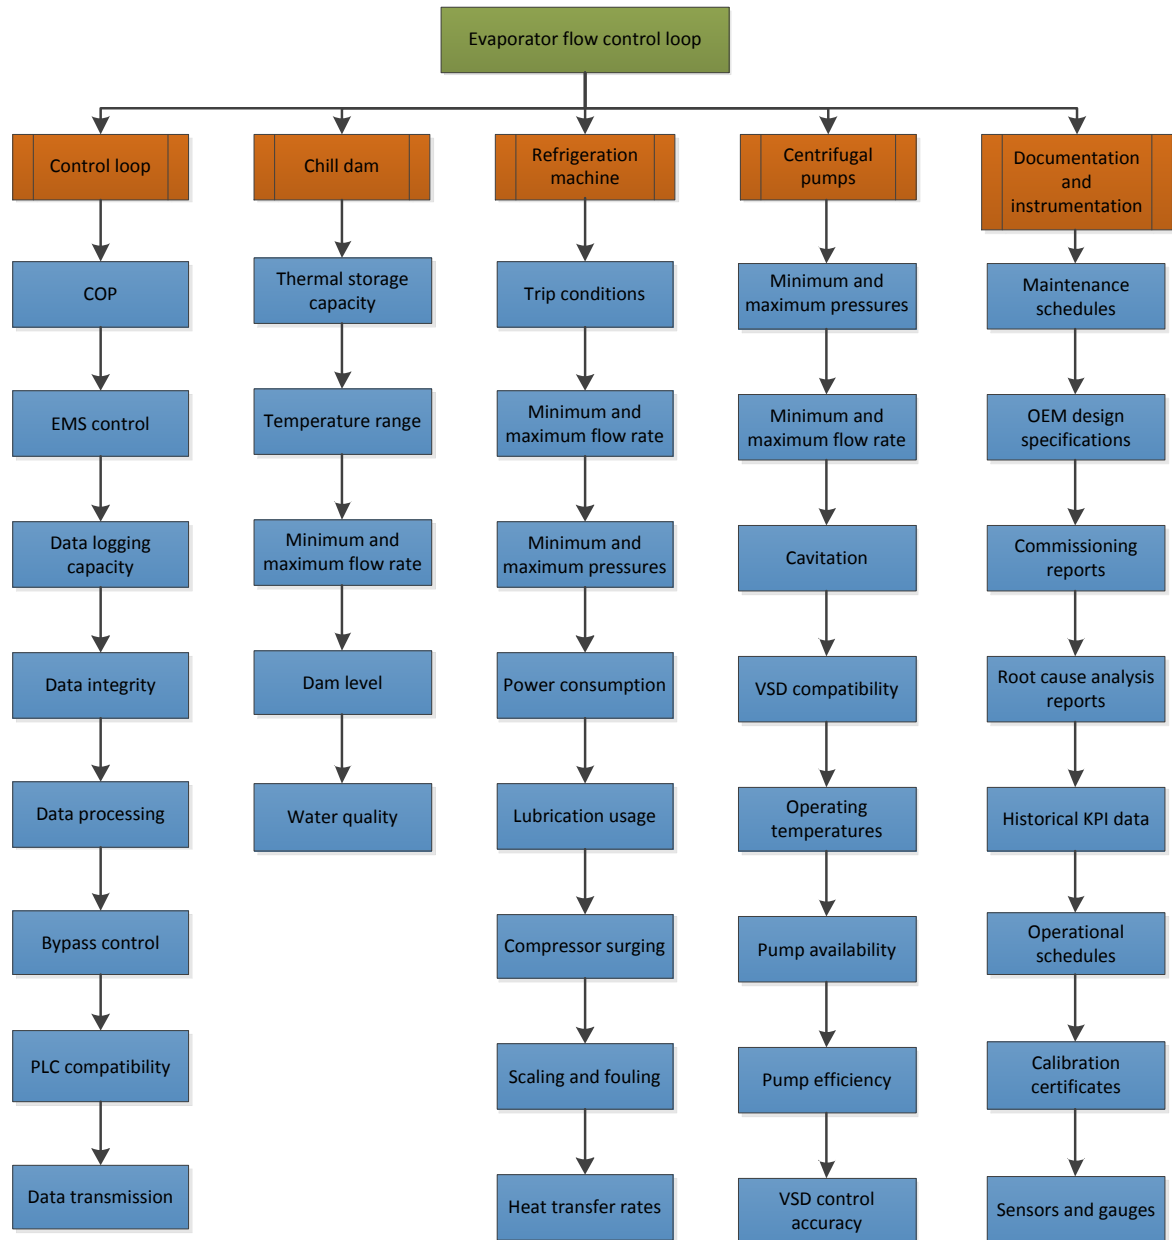 Evaporator flow control loop
Control loop
COP
EMS control
Data logging
capacity
Data integrity
Data processing
Bypass control
PLC compatibility
Data transmission
Chill dam
Thermal storage
capacity
Temperature range
Minimum and
maximum flow rate
Dam level
Water quality
Refrigeration
machine
Trip conditions
Minimum and
maximum flow rate
Minimum and
maximum pressures
Power consumption
Lubrication usage
Compressor surging
Scaling and fouling
Heat transfer rates
Centrifugal
pumps
Minimum and
maximum pressures
Minimum and
maximum flow rate
Cavitation
VSD compatibility
Operating
temperatures
Pump availability
Pump efficiency
VSD control
accuracy
Documentation
and
instrumentation
Maintenance
schedules
OEM design
specifications
Commissioning
reports
Root cause analysis
reports
Historical KPI data
Operational
schedules
Calibration
certificates
Sensors and gauges